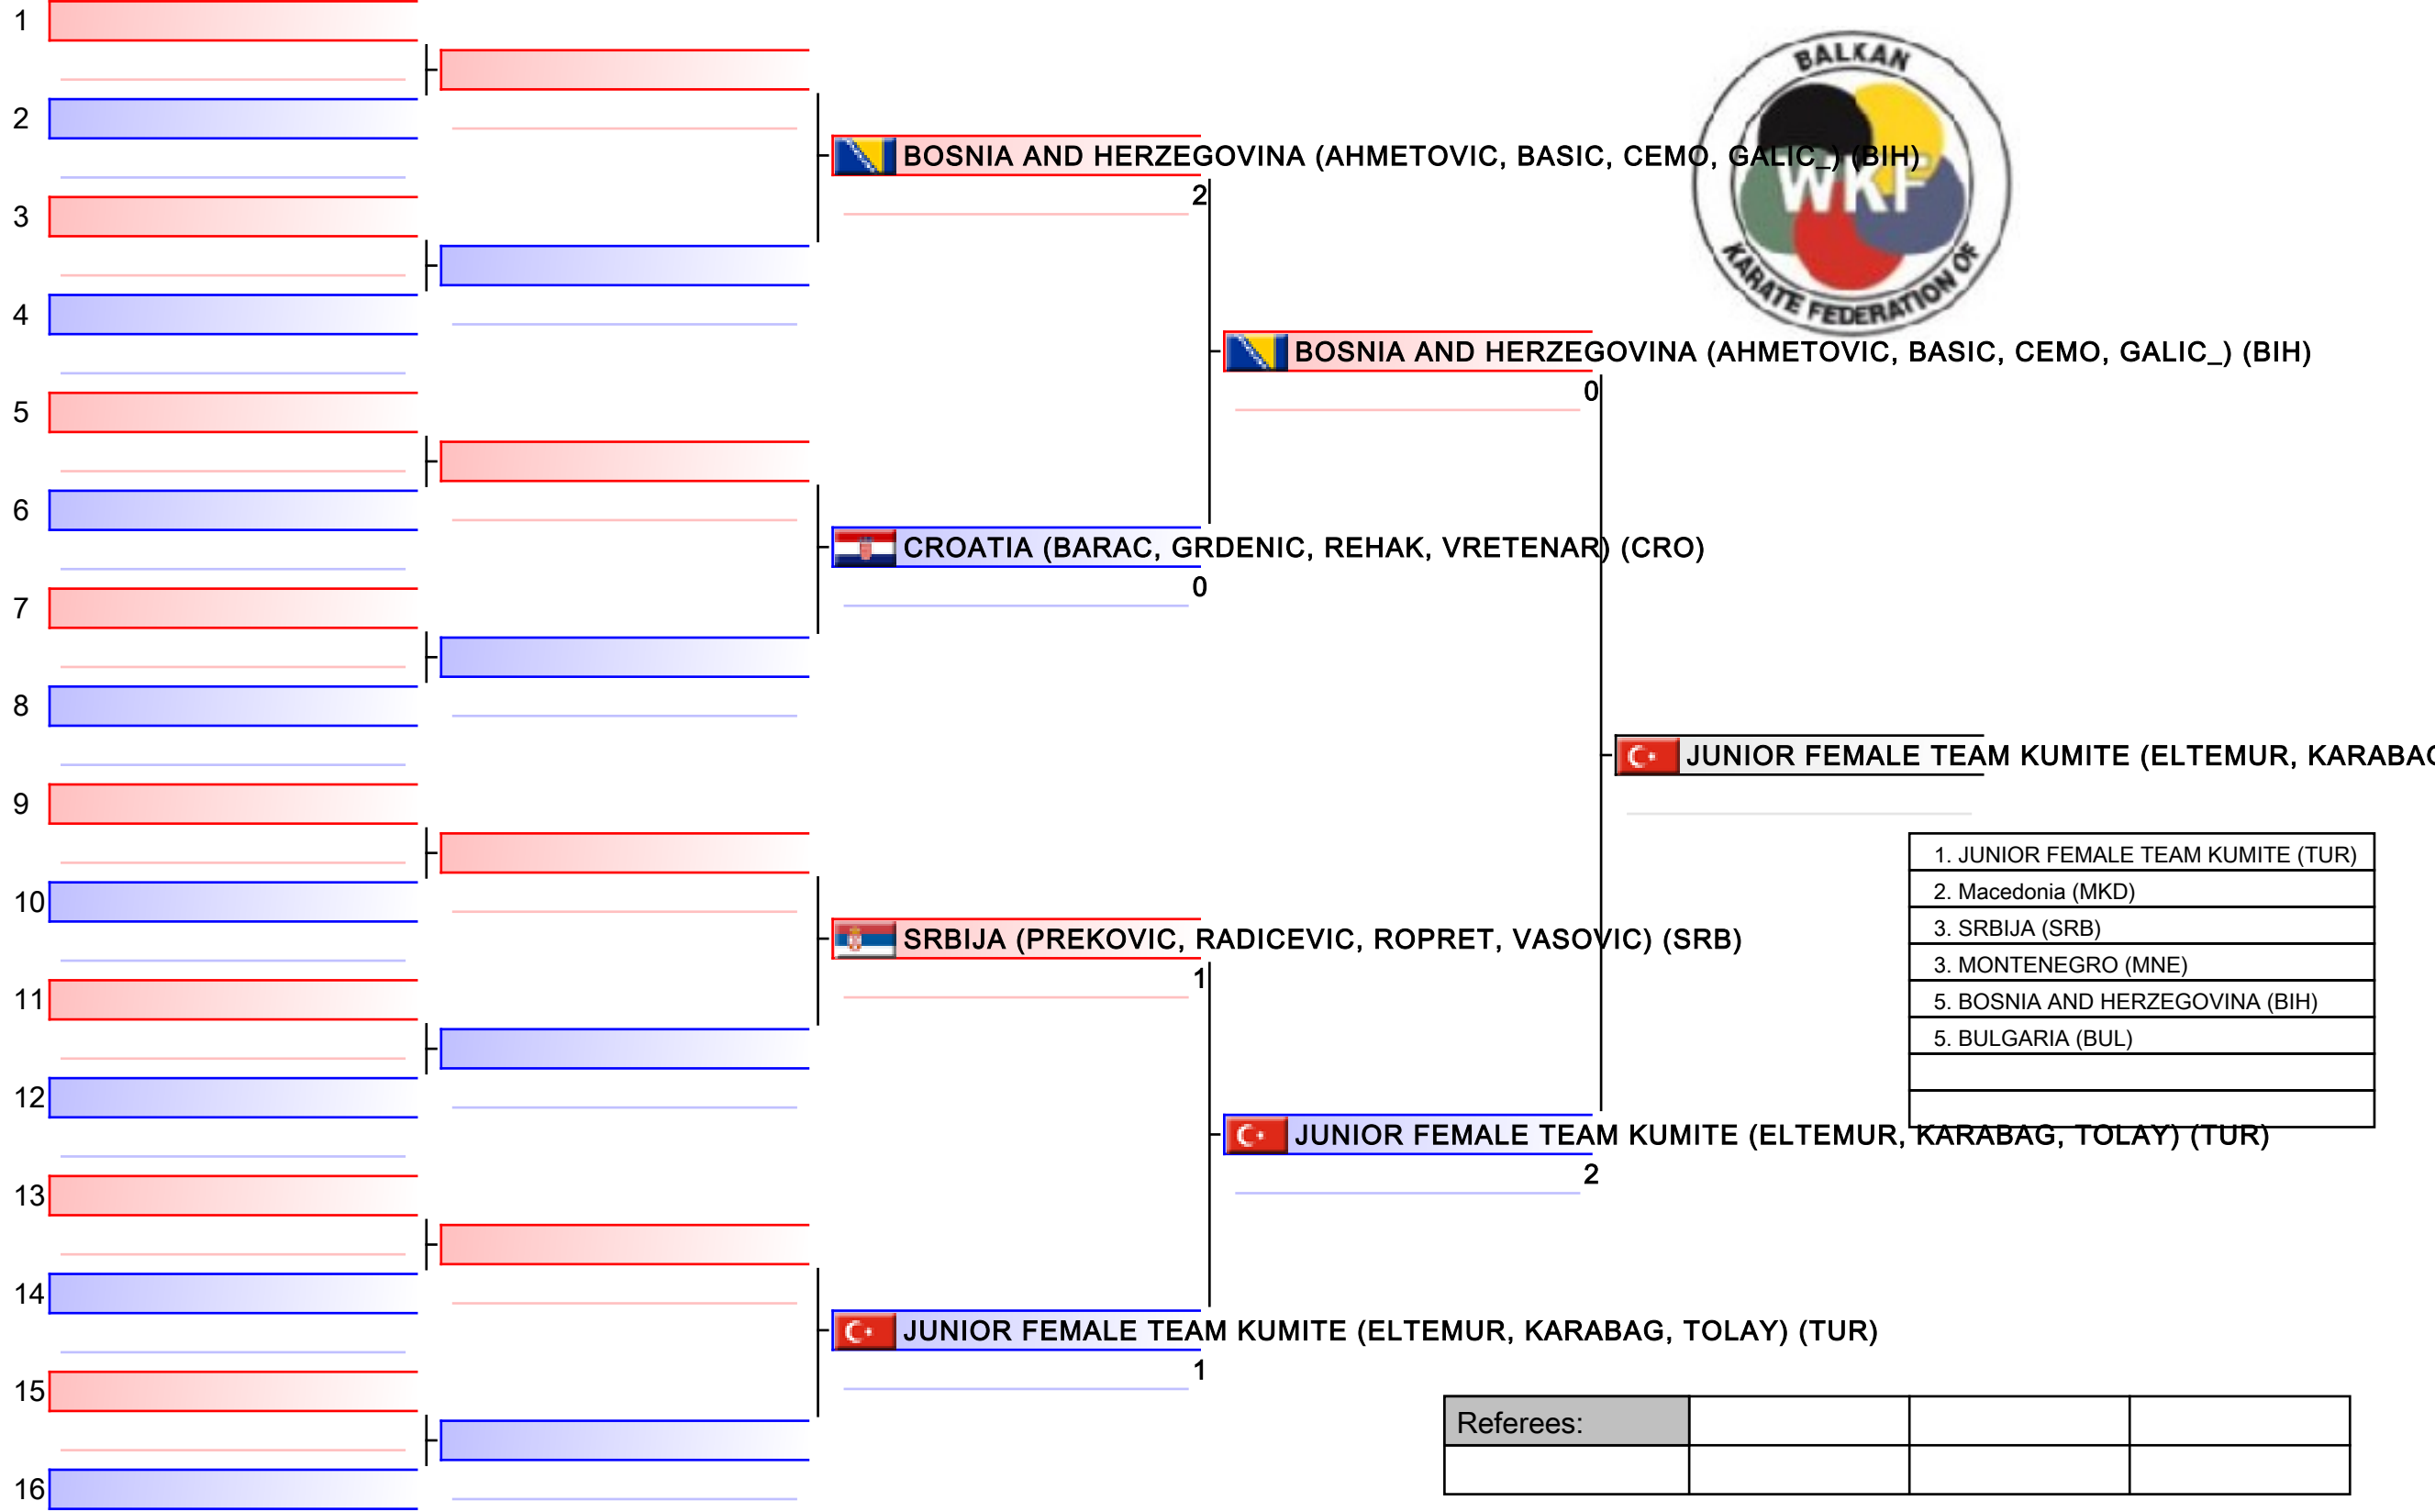 1
2
3
4
5
6
7
8
9
10
11
12
13
14
15
16
BOSNIA AND HERZEGOVINA (AHMETOVIC, BASIC, CEMO, GALIC_) (BIH)
2
CROATIA (BARAC, GRDENIC, REHAK, VRETENAR) (CRO)
0
SRBIJA (PREKOVIC, RADICEVIC, ROPRET, VASOVIC) (SRB)
1
JUNIOR FEMALE TEAM KUMITE (ELTEMUR, KARABAG, TOLAY) (TUR)
1
BOSNIA AND HERZEGOVINA (AHMETOVIC, BASIC, CEMO, GALIC_) (BIH)
0
JUNIOR FEMALE TEAM KUMITE (ELTEMUR, KARABAG, TOLAY) (TUR)
2
JUNIOR FEMALE TEAM KUMITE (ELTEMUR, KARABAG
BALKAN
WKF
KARATE FEDERATION OF
1. JUNIOR FEMALE TEAM KUMITE (TUR)
2. Macedonia (MKD)
3. SRBIJA (SRB)
3. MONTENEGRO (MNE)
5. BOSNIA AND HERZEGOVINA (BIH)
5. BULGARIA (BUL)
Referees: